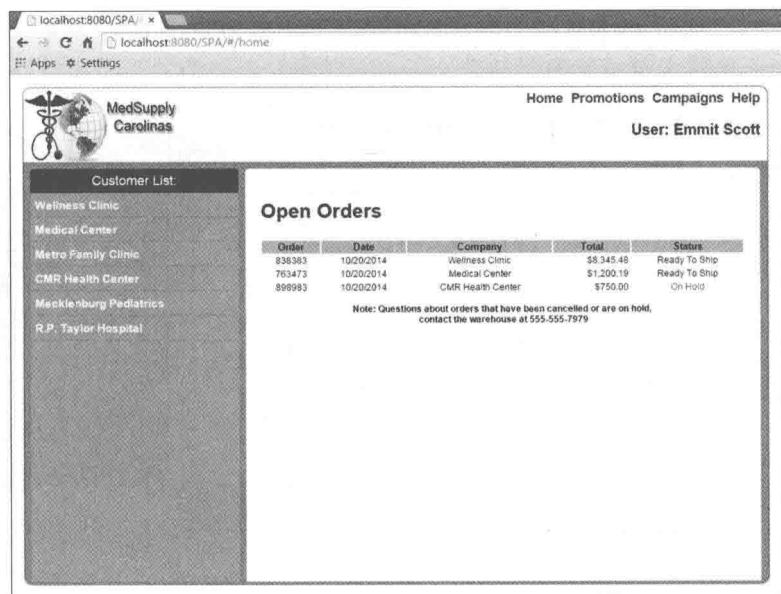 localhost:8080/SPA/
localhost:8080/SPA/#/home
Apps Settings
MedSupply
Carolinas
Home Promotions Campaigns Help
User: Emmit Scott
Customer List:
Wellness Clinic
Medical Center
Metro Family Clinic
CMR Health Center
Mecklenburg Pediatrics
R.P. Taylor Hospital
Open Orders
Order Date Company Total Status
838383 10/20/2014 Wellness Clinic $8,345.48 Ready To Ship
763473 10/20/2014 Medical Center $1,200.19 Ready To Ship
898983 10/20/2014 CMR Health Center $750.00 On Hold
Note: Questions about orders that have been cancelled or are on hold,
contact the warehouse at 555-555-7979